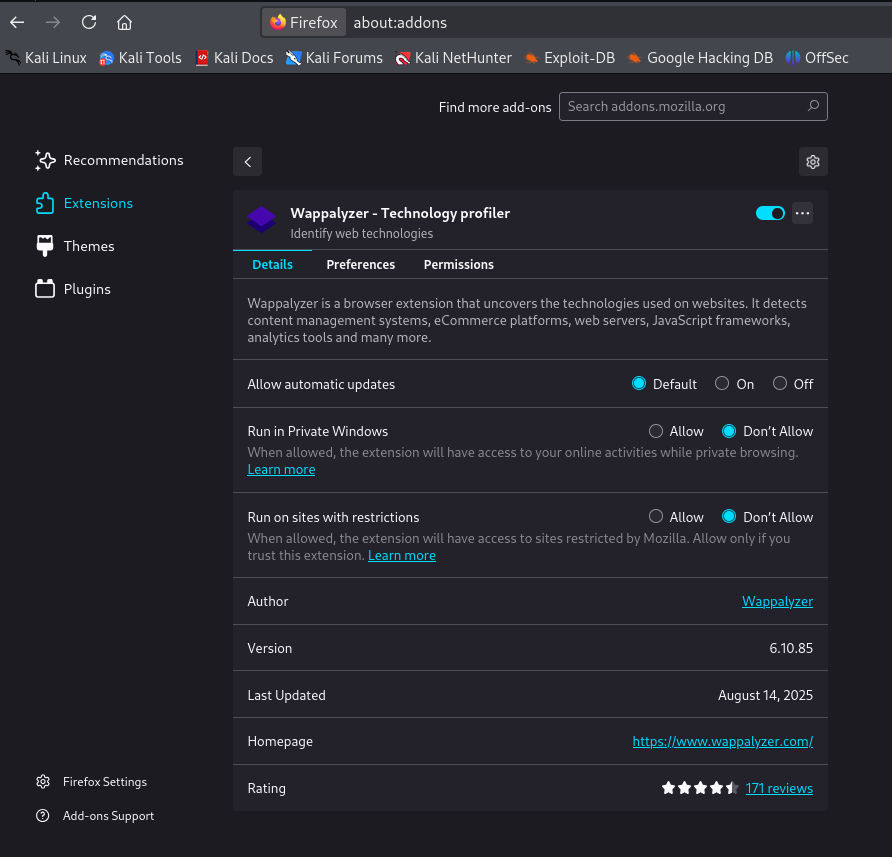 Firefox about:addons
Kali Linux Kali Tools Kali Docs Kali Forums Kali NetHunter Exploit-DB Google Hacking DB OffSec
Find more add-ons Search addons.mozilla.org
Recommendations
Extensions
Themes
Plugins
Wappalyzer - Technology profiler
Identify web technologies
Details Preferences Permissions
Wappalyzer is a browser extension that uncovers the technologies used on websites. It detects
content management systems, eCommerce platforms, web servers, JavaScript frameworks,
analytics tools and many more.
Allow automatic updates Default On Off
Run in Private Windows Allow Don't Allow
When allowed, the extension will have access to your online activities while private browsing.
Learn more
Run on sites with restrictions Allow Don't Allow
When allowed, the extension will have access to sites restricted by Mozilla. Allow only if you
trust this extension. Learn more
Author Wappalyzer
Version 6.10.85
Last Updated August 14, 2025
Homepage https://www.wappalyzer.com/
Rating 171 reviews
Firefox Settings
Add-ons Support